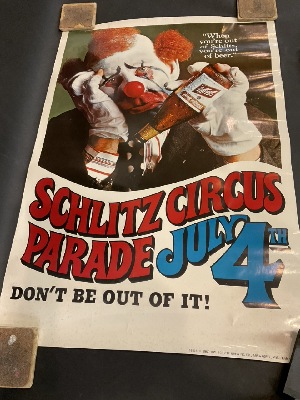 "When
you're out
of Schlitz,
you're out
of beer."
Schlitz
SCHLITZ CIRCUS
PARADE JULY 4TH
DON'T BE OUT OF IT!